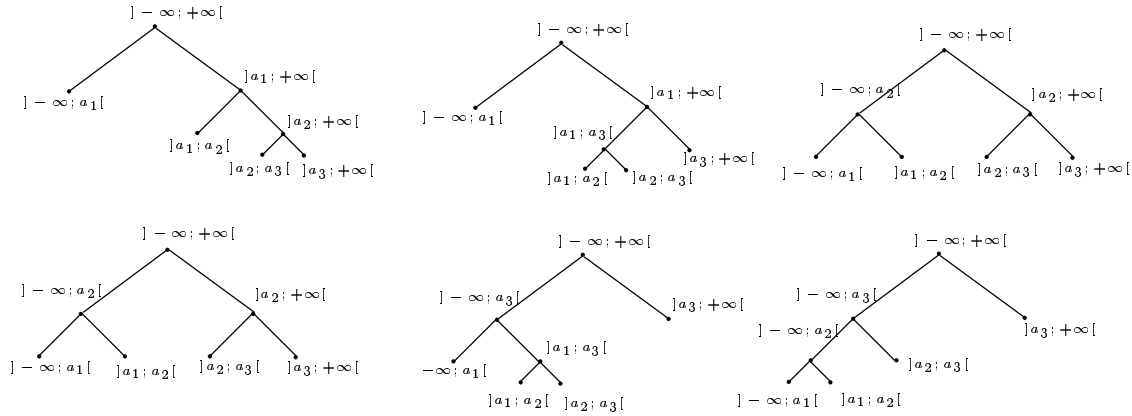 ] − ∞; +∞[
] − ∞; a1[
]a1; +∞[
]a1; a2[
]a2; +∞[
]a2; a3[
]a3; +∞[
] − ∞; +∞[
] − ∞; a1[
]a1; +∞[
]a1; a3[
]a3; +∞[
]a1; a2[
]a2; a3[
] − ∞; +∞[
] − ∞; a2[
]a2; +∞[
] − ∞; a1[
]a1; a2[
]a2; a3[
]a3; +∞[
] − ∞; +∞[
] − ∞; a2[
]a2; +∞[
] − ∞; a1[
]a1; a2[
]a2; a3[
]a3; +∞[
] − ∞; +∞[
] − ∞; a3[
]a3; +∞[
−∞; a1[
]a1; a3[
]a1; a2[
]a2; a3[
] − ∞; +∞[
] − ∞; a3[
]a3; +∞[
] − ∞; a2[
]a2; a3[
] − ∞; a1[
]a1; a2[